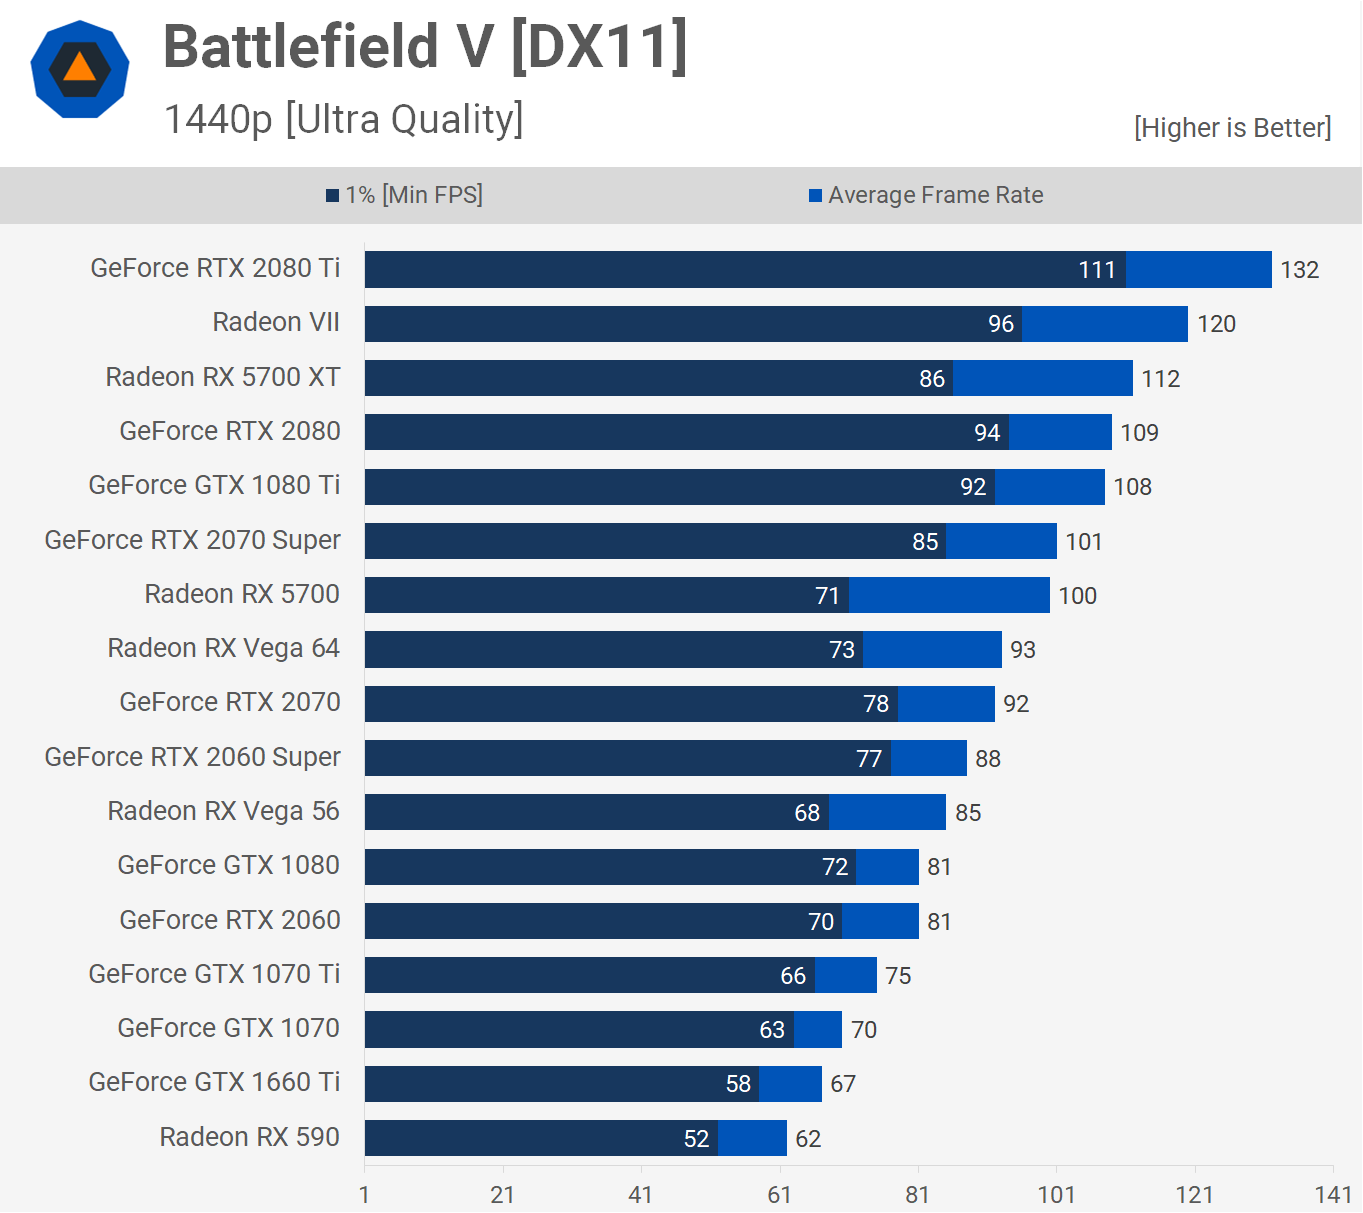 Battlefield V [DX11]
1440p [Ultra Quality]
[Higher is Better]
1% [Min FPS] Average Frame Rate
GeForce RTX 2080 Ti 111 132
Radeon VII 96 120
Radeon RX 5700 XT 86 112
GeForce RTX 2080 94 109
GeForce GTX 1080 Ti 92 108
GeForce RTX 2070 Super 85 101
Radeon RX 5700 71 100
Radeon RX Vega 64 73 93
GeForce RTX 2070 78 92
GeForce RTX 2060 Super 77 88
Radeon RX Vega 56 68 85
GeForce GTX 1080 72 81
GeForce RTX 2060 70 81
GeForce GTX 1070 Ti 66 75
GeForce GTX 1070 63 70
GeForce GTX 1660 Ti 58 67
Radeon RX 590 52 62
1 21 41 61 81 101 121 141